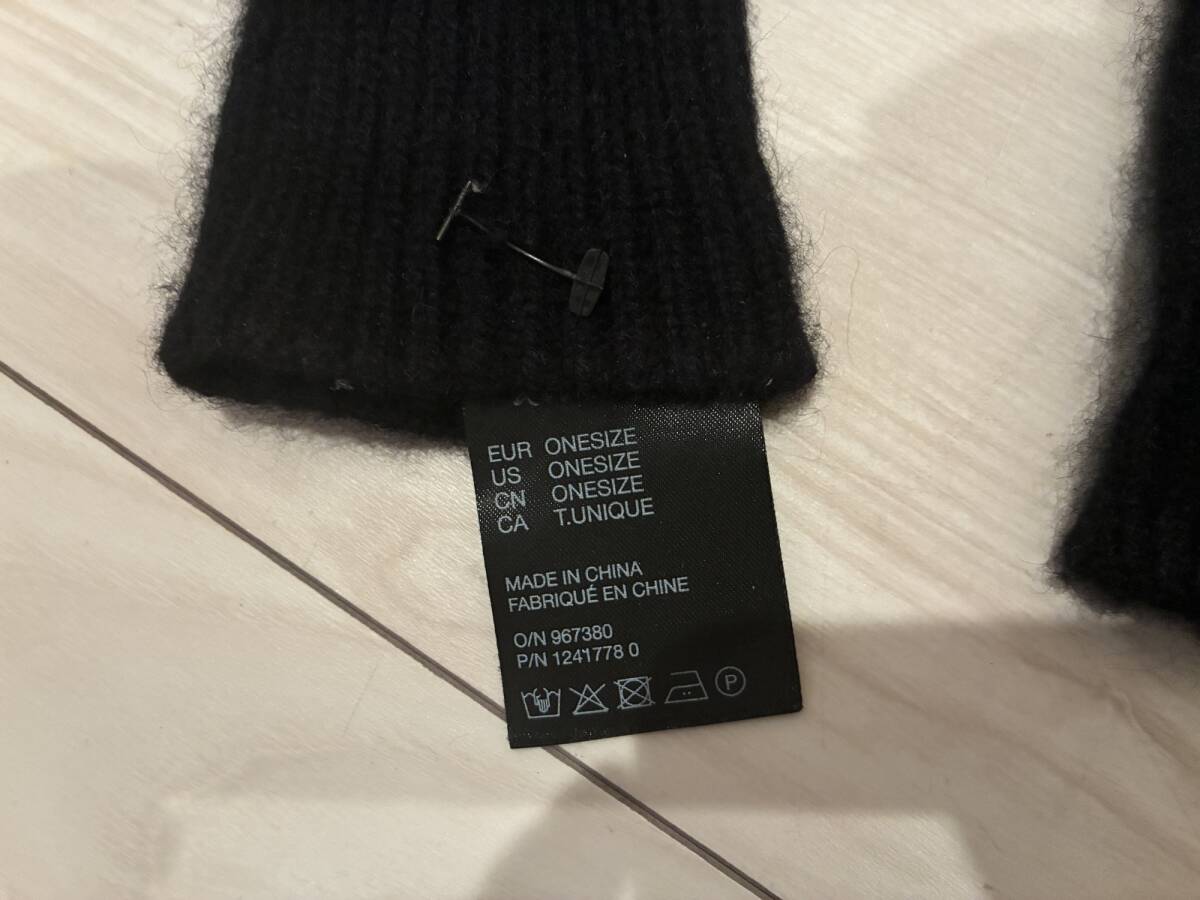 EUR ONESIZE
US ONESIZE
CN ONESIZE
CA T.UNIQUE
MADE IN CHINA
FABRIQUÉ EN CHINE
O/N 967380
P/N 1241778 0
P